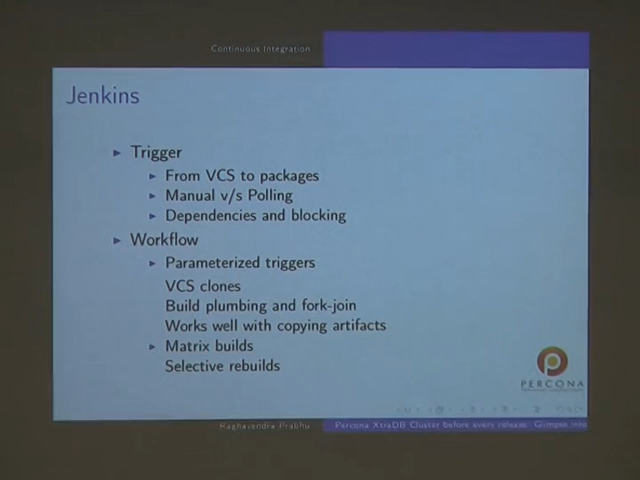 Continuous Integration
Jenkins
Trigger
From VCS to packages
Manual v/s Polling
Dependencies and blocking
Workflow
Parameterized triggers
VCS clones
Build plumbing and fork-join
Works well with copying artifacts
Matrix builds
Selective rebuilds
PERCONA
Raghavendra Prabhu
Percona XtraDB Cluster before every release: Glimpse into